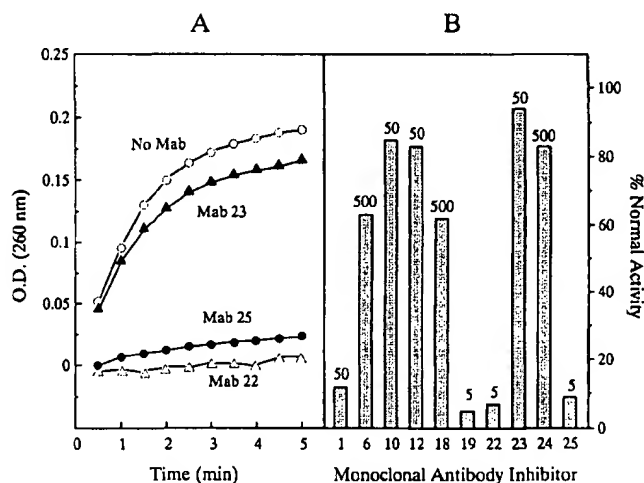 A
B
0.25
0.2
0.15
0.1
0.05
0
O.D. (260 nm)
No Mab
Mab 23
Mab 25
Mab 22
1 2 3 4 5
Time (min)
50
500
50
50
500
5
5
50
500
5
1 6 10 12 18 19 22 23 24 25
Monoclonal Antibody Inhibitor
100
80
60
40
20
0
% Normal Activity